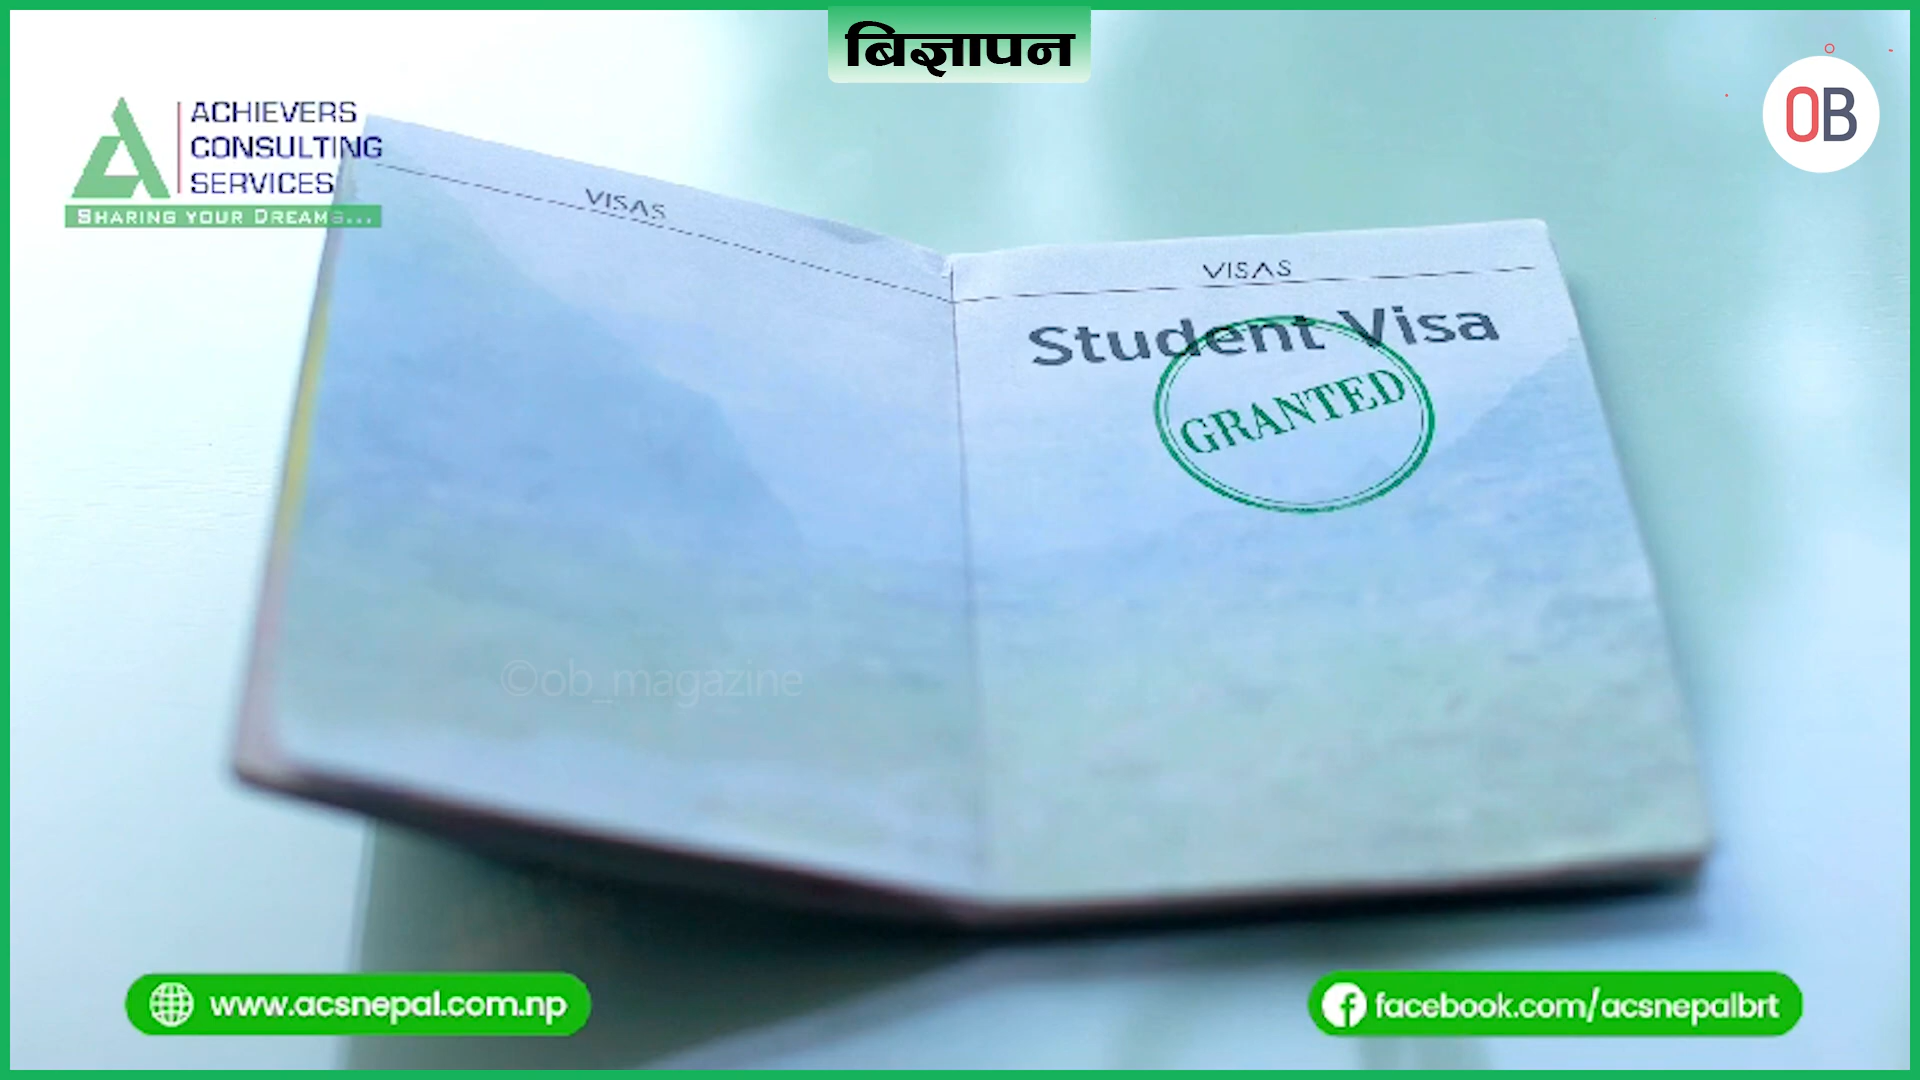 बिज्ञापन
ACHIEVERS
CONSULTING
SERVICES
SHARING YOUR DREAMS...
OB
VISAS
VISAS
Student Visa
GRANTED
©ob_magazine
www.acsnepal.com.np
facebook.com/acsnepalbrt